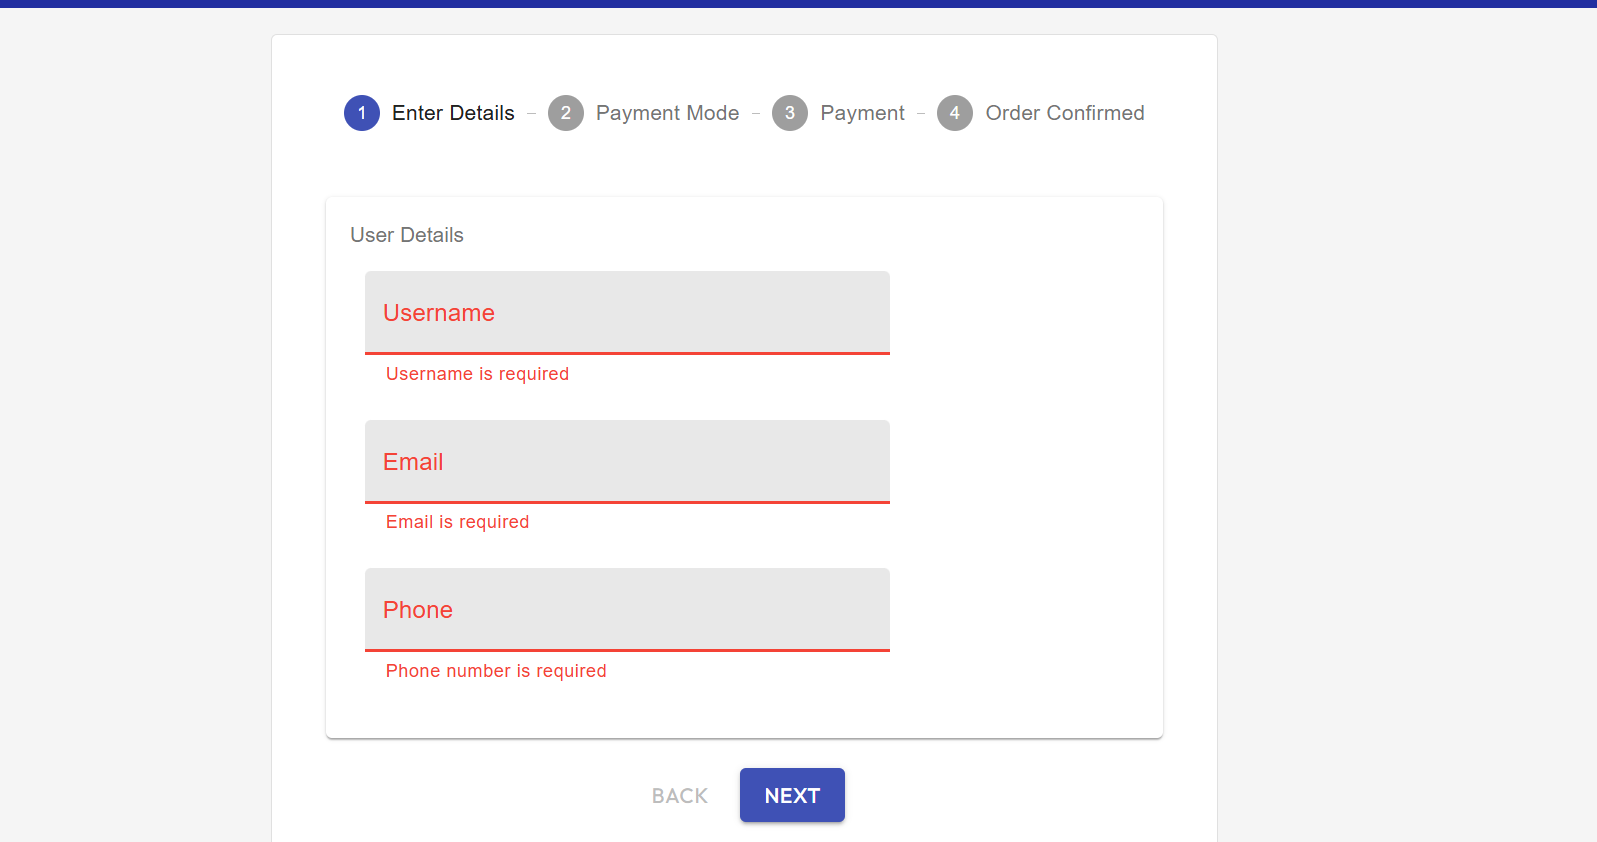 1 Enter Details – 2 Payment Mode – 3 Payment – 4 Order Confirmed
User Details
Username
Username is required
Email
Email is required
Phone
Phone number is required
BACK NEXT